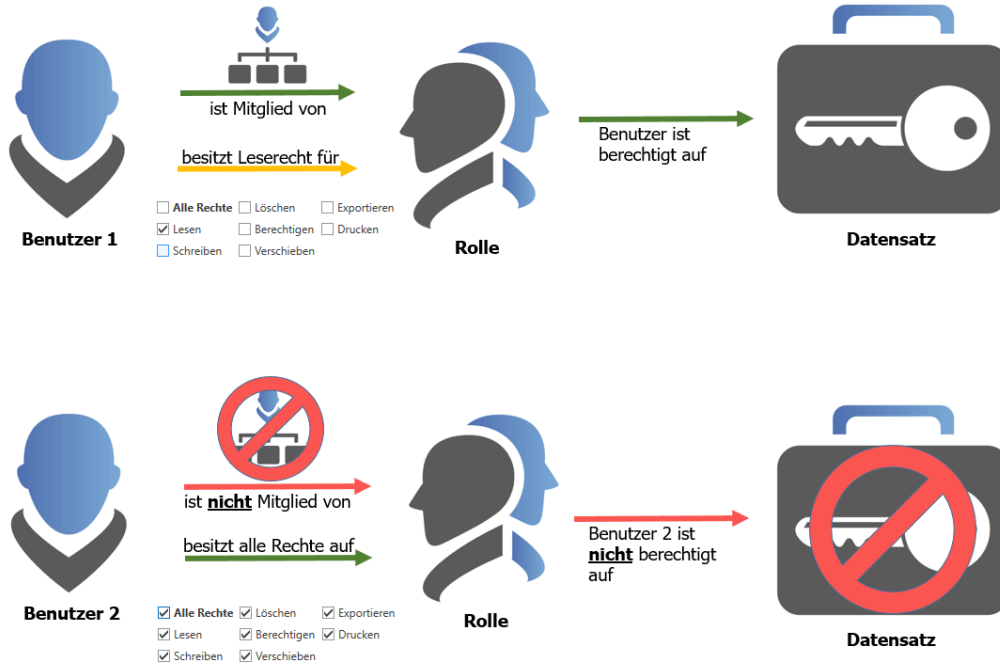 ist Mitglied von
besitzt Leserecht für
Alle Rechte Löschen Exportieren
Lesen Berechtigen Drucken
Schreiben Verschieben
Benutzer 1
Rolle
Benutzer ist
berechtigt auf
Datensatz
ist nicht Mitglied von
besitzt alle Rechte auf
Alle Rechte Löschen Exportieren
Lesen Berechtigen Drucken
Schreiben Verschieben
Benutzer 2
Rolle
Benutzer 2 ist
nicht berechtigt
auf
Datensatz